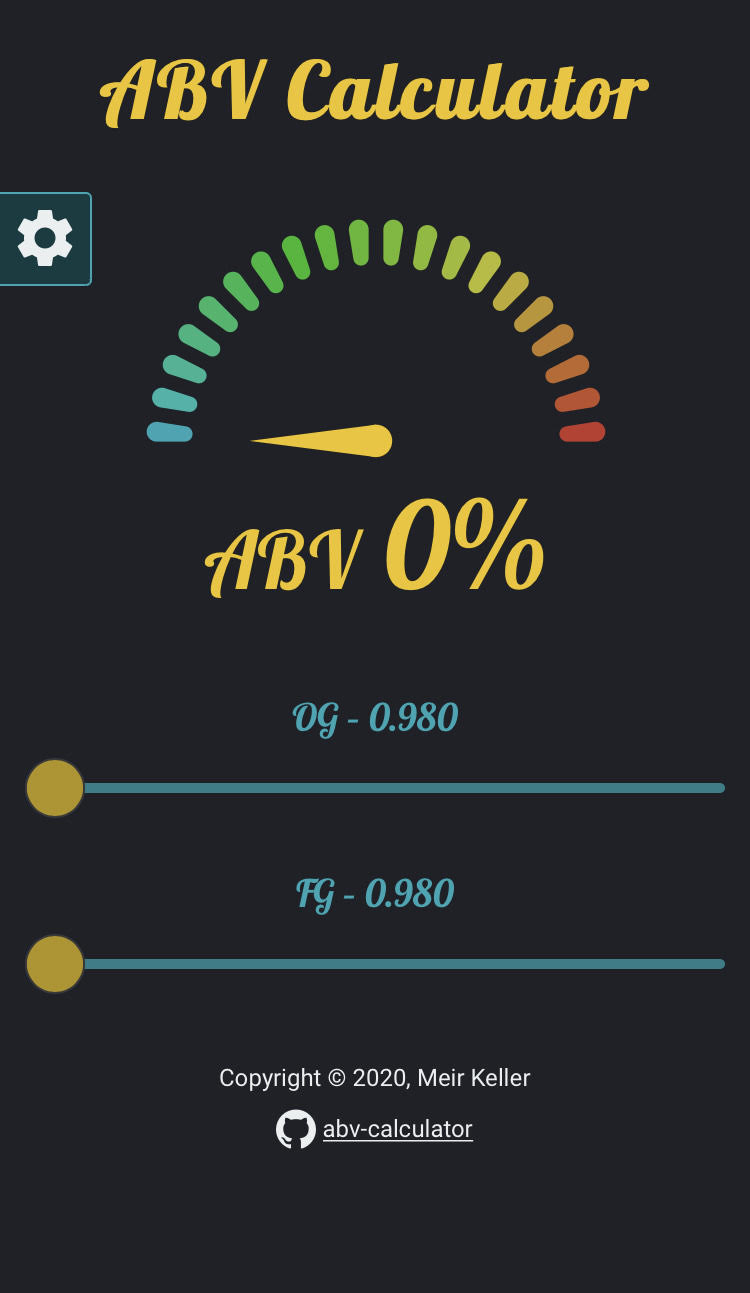 ABV Calculator
ABV 0%
OG - 0.980
FG - 0.980
Copyright © 2020, Meir Keller
abv-calculator